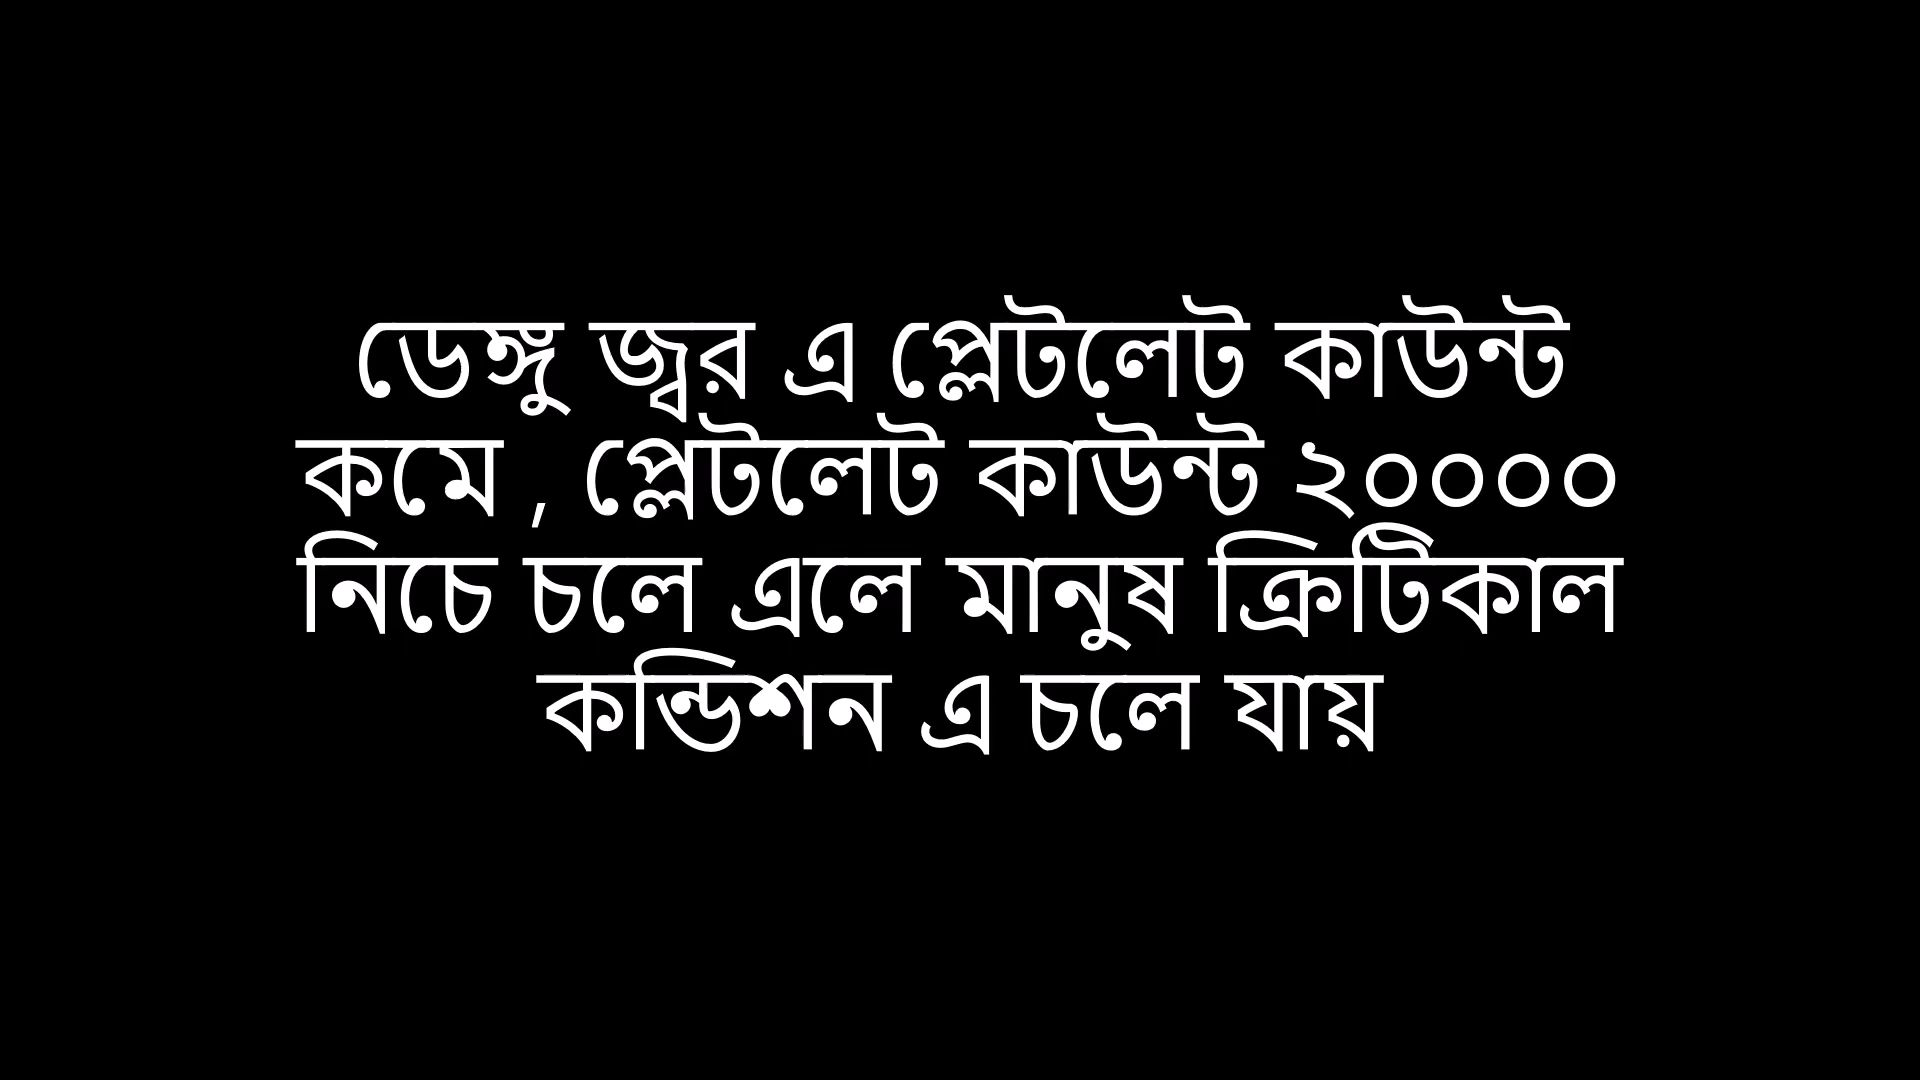 ডেঙ্গু জ্বর এ প্লেটলেট কাউন্ট
কমে , প্লেটলেট কাউন্ট ২০০০০
নিচে চলে এলে মানুষ ক্রিটিকাল
কন্ডিশন এ চলে যায়